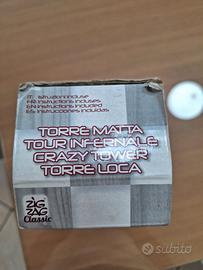 IT: istruzioni incluse
FR: instructions incluses
EN: instructions included
ES: instrucciones incluidas
TORRE MATTA
TOUR INFERNALE
CRAZY TOWER
TORRE LOCA
ZIG
ZAG
Classic
subito